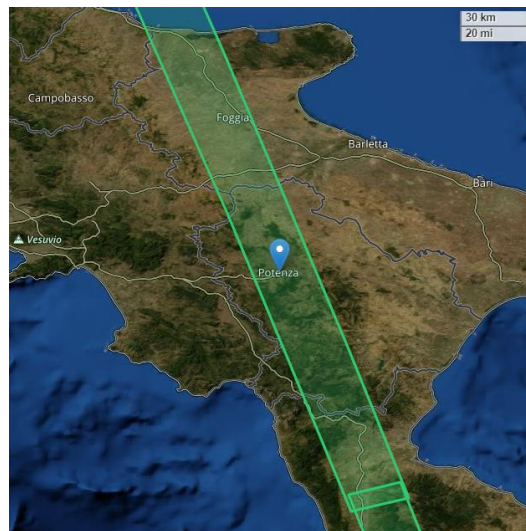 30 km
20 mi
Campobasso
Foggia
Barletta
Bari
Vesuvio
Potenza